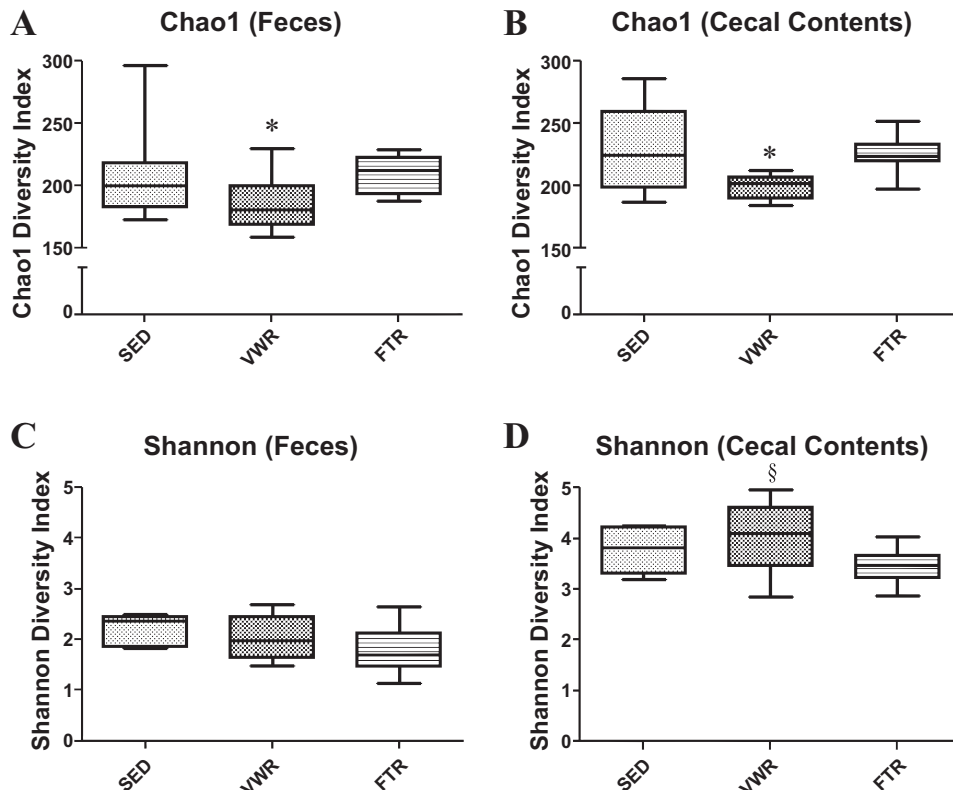 A
Chao1 (Feces)
Chao1 Diversity Index
300
250
200
150
0
*
SED
VWR
FTR
B
Chao1 (Cecal Contents)
Chao1 Diversity Index
300
250
200
150
0
*
SED
VWR
FTR
C
Shannon (Feces)
Shannon Diversity Index
5
4
3
2
1
0
SED
VWR
FTR
D
Shannon (Cecal Contents)
Shannon Diversity Index
5
4
3
2
1
0
§
SED
VWR
FTR